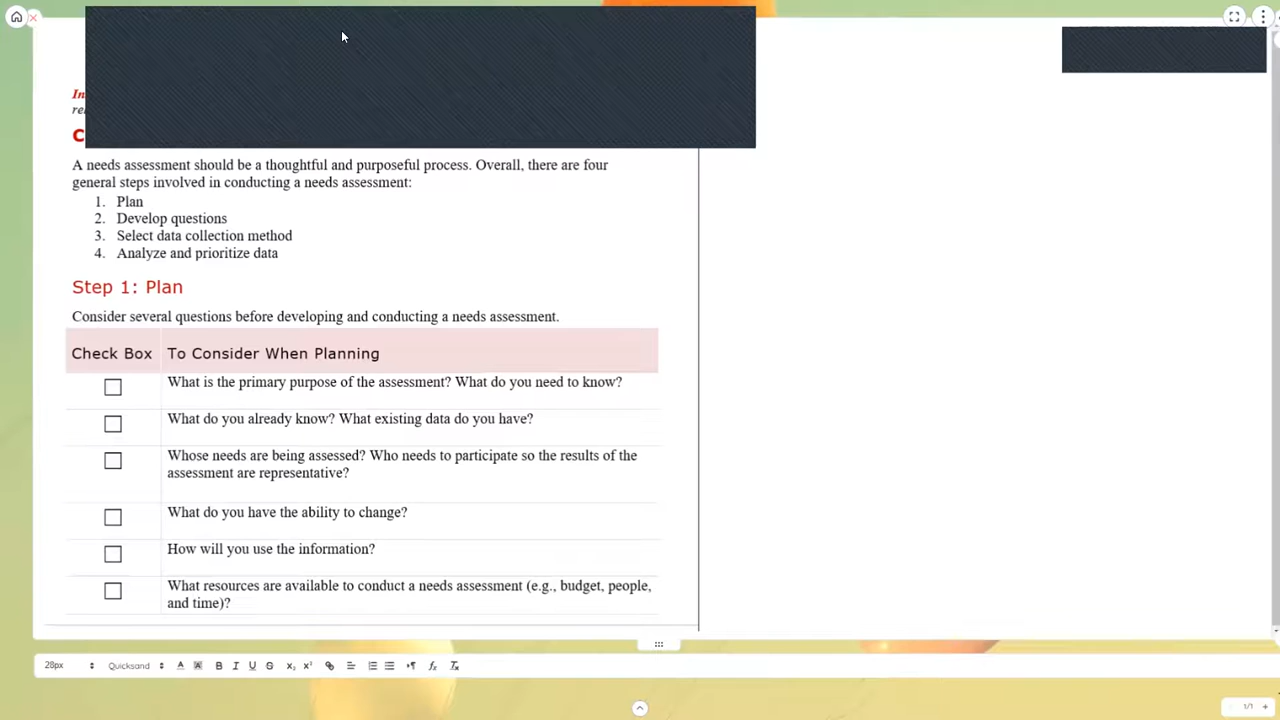 A needs assessment should be a thoughtful and purposeful process. Overall, there are four
general steps involved in conducting a needs assessment:
1. Plan
2. Develop questions
3. Select data collection method
4. Analyze and prioritize data
Step 1: Plan
Consider several questions before developing and conducting a needs assessment.
Check Box To Consider When Planning
What is the primary purpose of the assessment? What do you need to know?
What do you already know? What existing data do you have?
Whose needs are being assessed? Who needs to participate so the results of the
assessment are representative?
What do you have the ability to change?
How will you use the information?
What resources are available to conduct a needs assessment (e.g., budget, people,
and time)?
28px Quicksand A A B I U S X₂ X² fx Tx
1/1 +